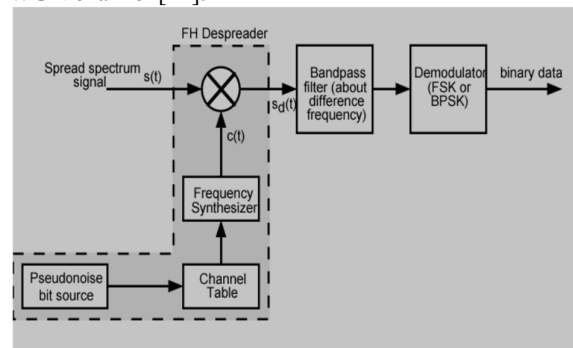 FH Despreader
Spread spectrum
signal
s(t)
sd(t)
Bandpass
filter (about
difference
frequency)
Demodulator
(FSK or
BPSK)
binary data
c(t)
Frequency
Synthesizer
Pseudonoise
bit source
Channel
Table